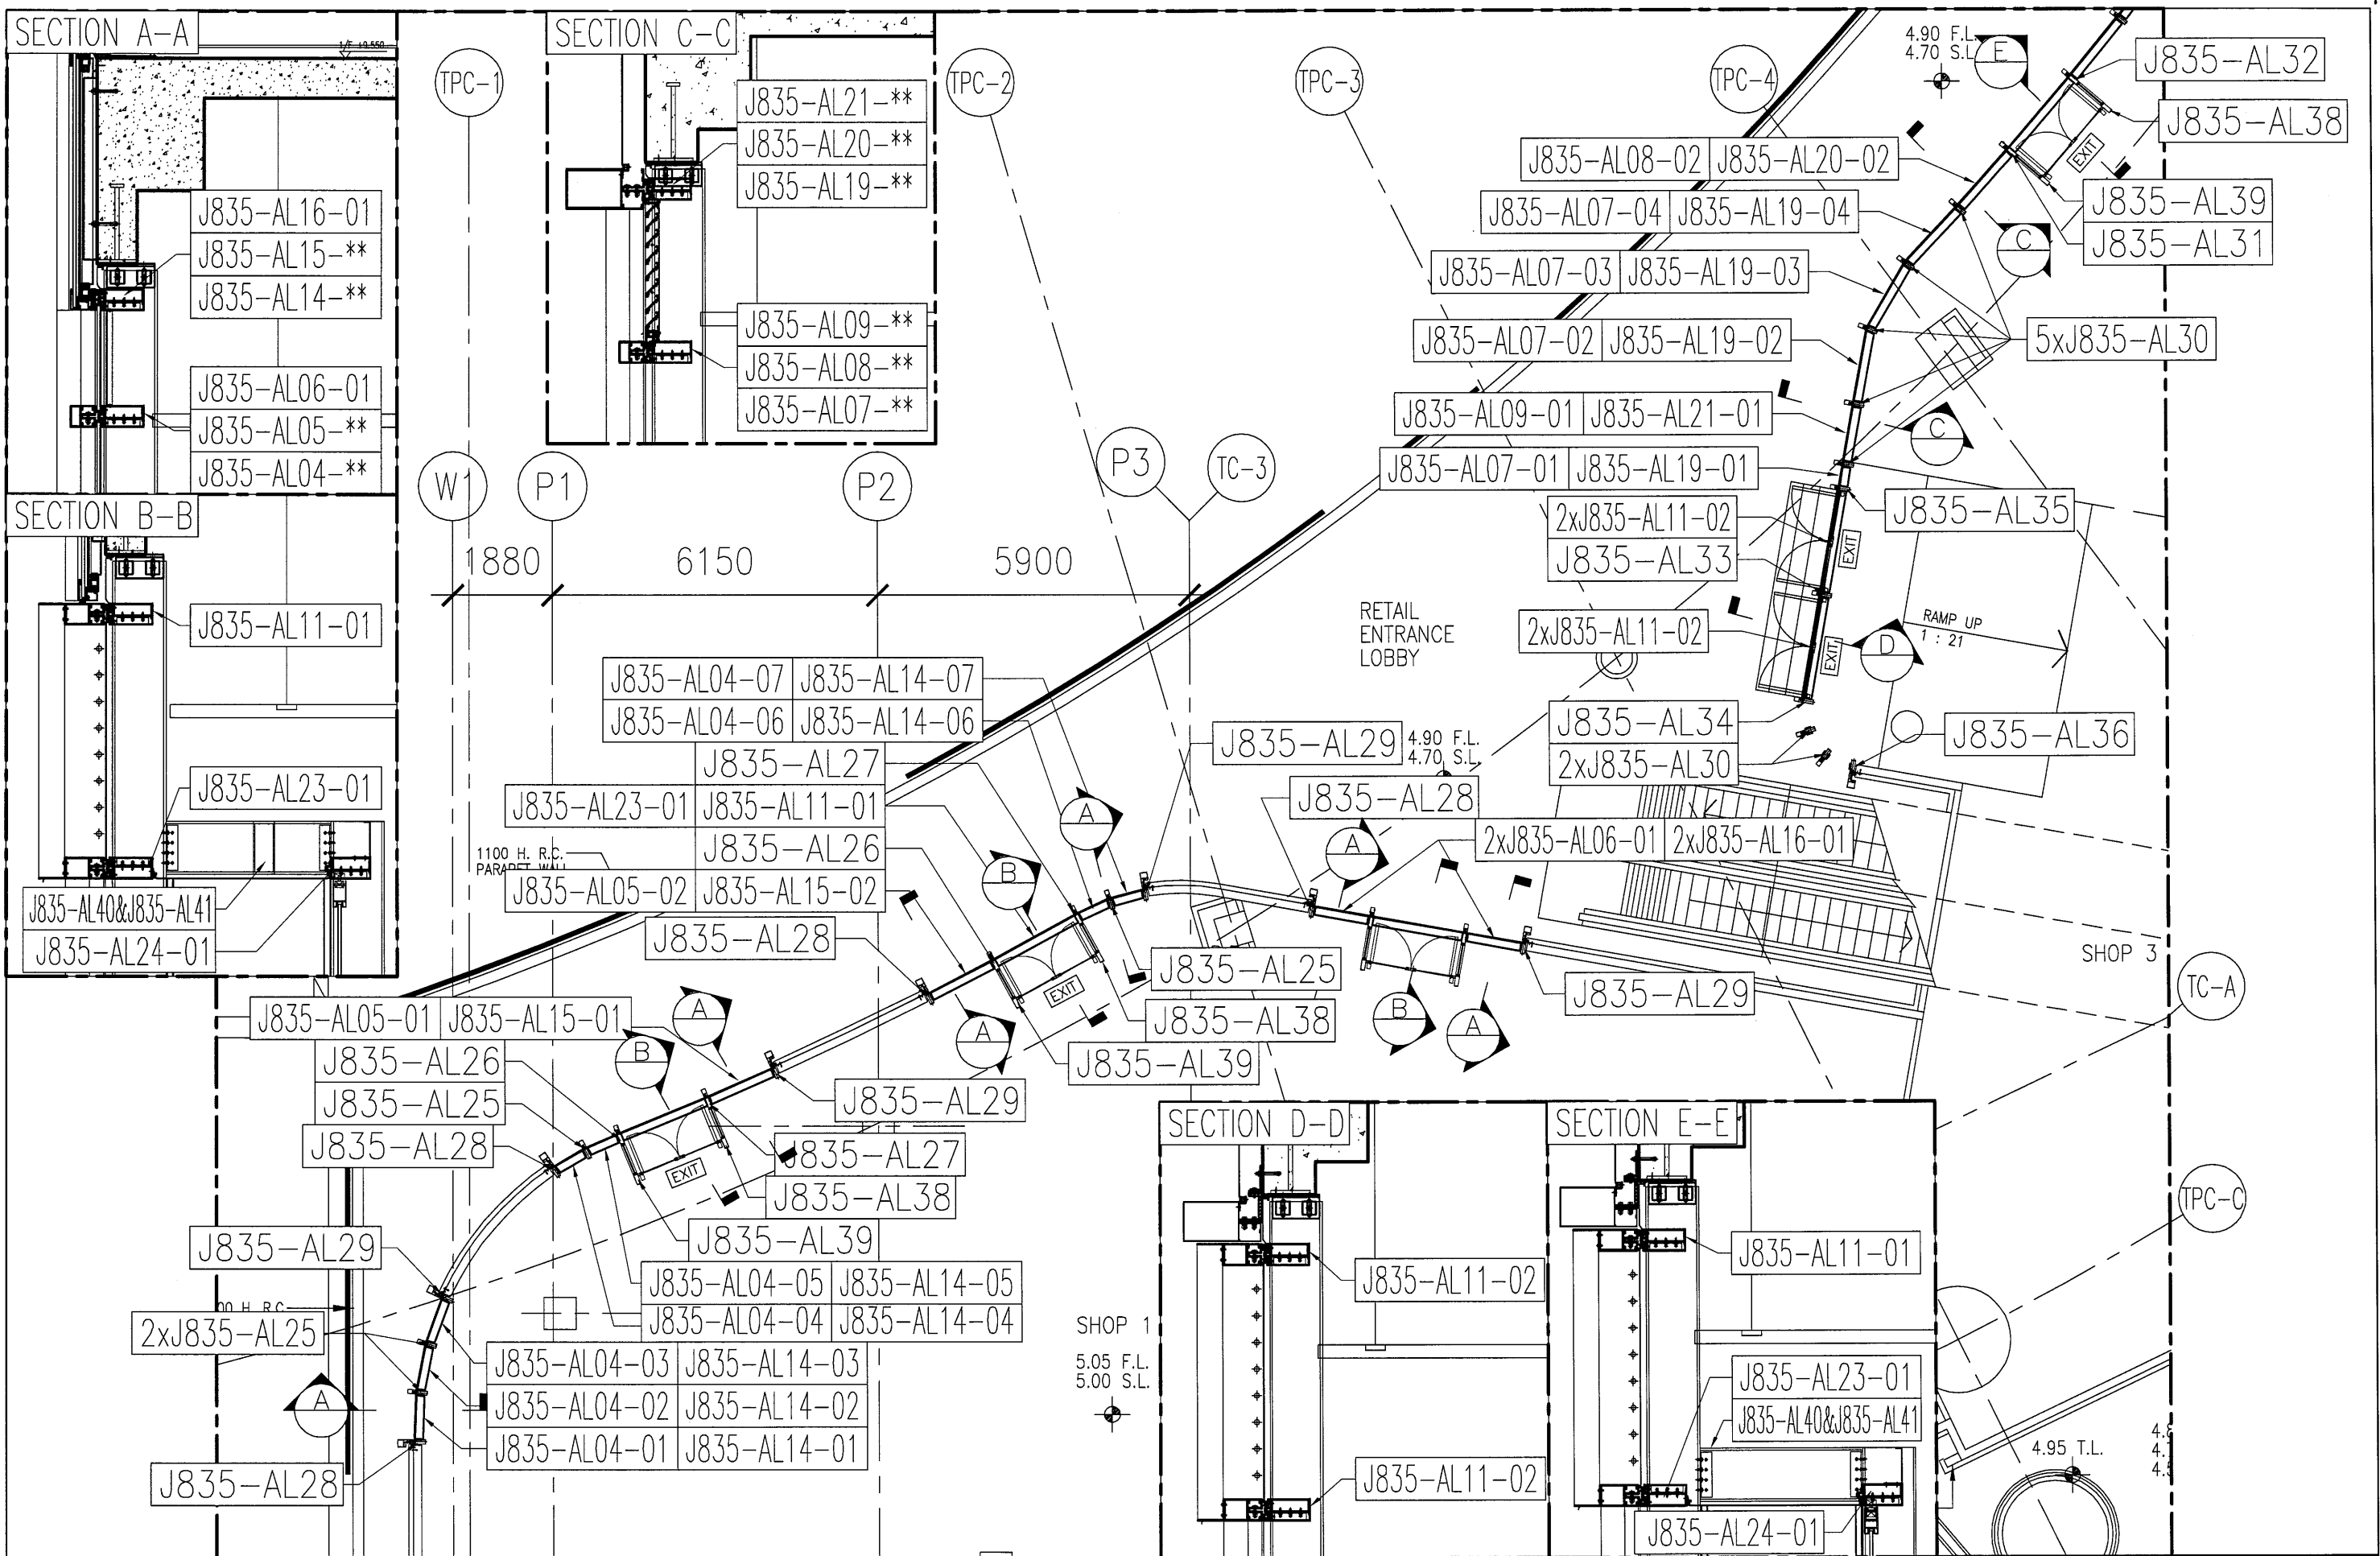 SECTION A-A
J835-AL16-01
J835-AL15-**
J835-AL14-**
J835-AL06-01
J835-AL05-**
J835-AL04-**
SECTION B-B
J835-AL11-01
J835-AL23-01
J835-AL40&J835-AL41
J835-AL24-01
SECTION C-C
J835-AL21-**
J835-AL20-**
J835-AL19-**
J835-AL09-**
J835-AL08-**
J835-AL07-**
TPC-1
TPC-2
TPC-3
TPC-4
W1
P1
P2
P3
TC-3
1880
6150
5900
4.90 F.L.
4.70 S.L
E
J835-AL32
J835-AL38
EXIT
J835-AL39
J835-AL31
J835-AL08-02 J835-AL20-02
J835-AL07-04 J835-AL19-04
C
J835-AL07-03 J835-AL19-03
J835-AL07-02 J835-AL19-02
5xJ835-AL30
J835-AL09-01 J835-AL21-01
C
J835-AL07-01 J835-AL19-01
2xJ835-AL11-02
J835-AL35
J835-AL33
EXIT
RETAIL
ENTRANCE
LOBBY
2xJ835-AL11-02
EXIT
D
RAMP UP
1 : 21
J835-AL34
2xJ835-AL30
J835-AL36
J835-AL04-07 J835-AL14-07
J835-AL04-06 J835-AL14-06
J835-AL27
J835-AL23-01 J835-AL11-01
J835-AL26
1100 H. R.C.
PARAPET WALL
J835-AL05-02 J835-AL15-02
J835-AL28
J835-AL29
4.90 F.L.
4.70 S.L.
J835-AL28
2xJ835-AL06-01 2xJ835-AL16-01
A
A
B
J835-AL25
EXIT
J835-AL38
J835-AL39
A
B
A
J835-AL29
SHOP 3
TC-A
TPC-C
J835-AL05-01 J835-AL15-01
A
B
J835-AL26
J835-AL25
J835-AL28
J835-AL29
J835-AL27
EXIT
J835-AL38
J835-AL39
J835-AL29
J835-AL04-05 J835-AL14-05
J835-AL04-04 J835-AL14-04
00 H. R.C.
2xJ835-AL25
J835-AL04-03 J835-AL14-03
J835-AL04-02 J835-AL14-02
J835-AL04-01 J835-AL14-01
A
J835-AL28
SHOP 1
5.05 F.L.
5.00 S.L.
SECTION D-D
J835-AL11-02
J835-AL11-02
SECTION E-E
J835-AL11-01
J835-AL23-01
J835-AL40&J835-AL41
J835-AL24-01
4.95 T.L.